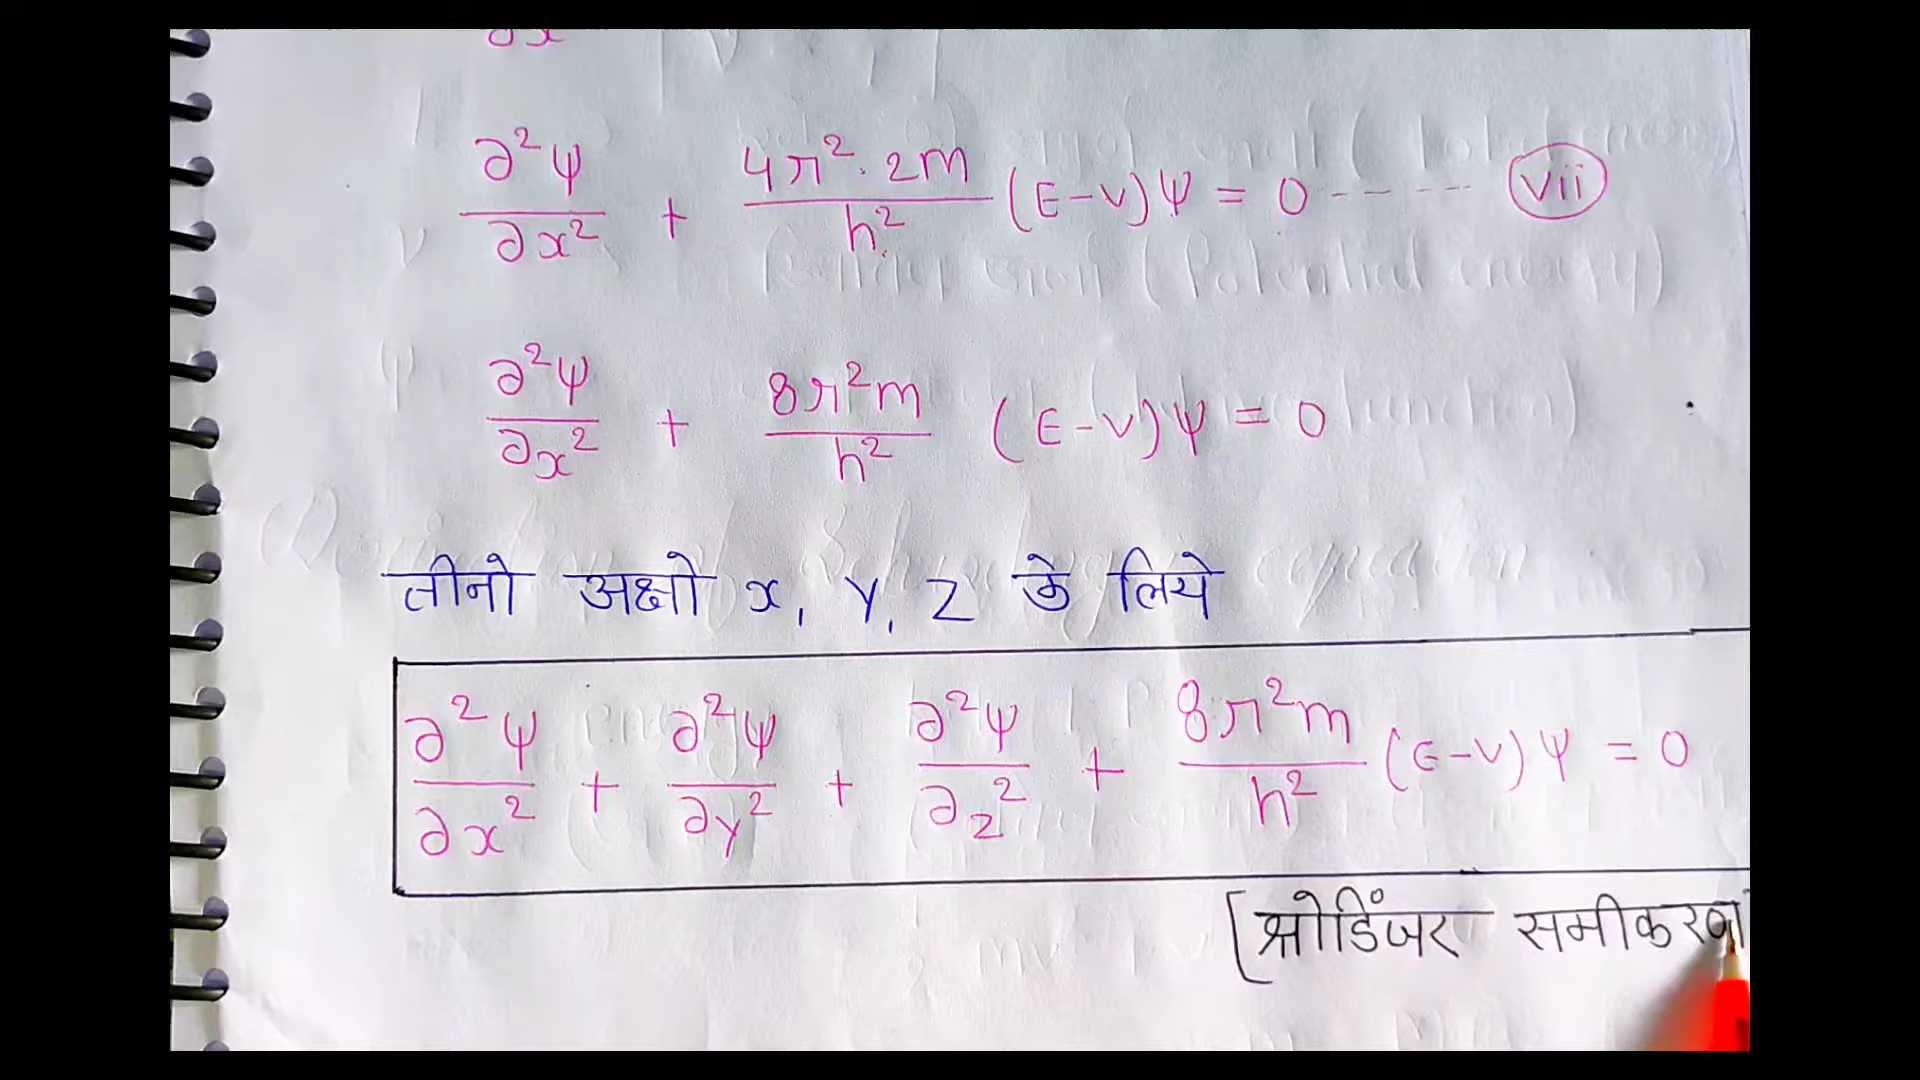 ∂x
∂²ψ/∂x² + 4π²·2m/h² (E-V)ψ = 0 ------ (vii)
∂²ψ/∂x² + 8π²m/h² (E-V)ψ = 0
तीनो अक्षो x, Y, Z के लिये
∂²ψ/∂x² + ∂²ψ/∂y² + ∂²ψ/∂z² + 8π²m/h² (E-V)ψ = 0
[श्रोडिंजर समीकरण